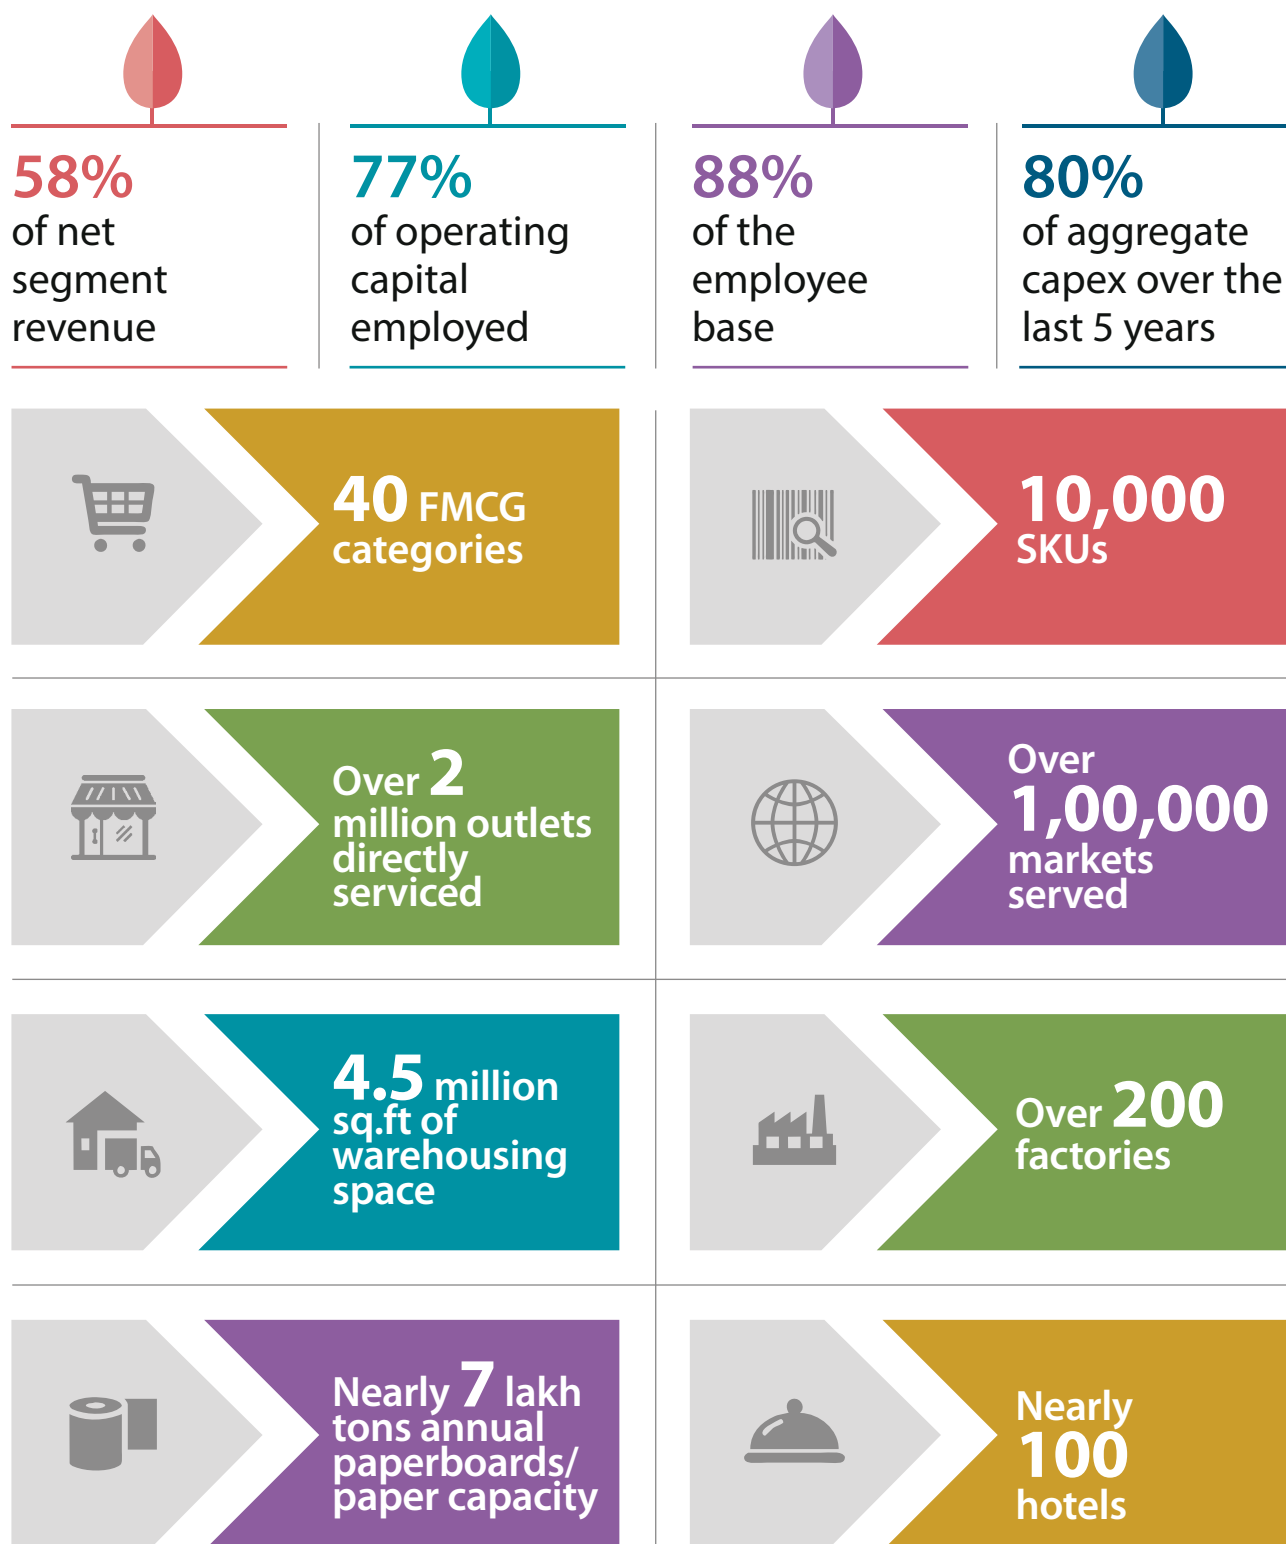 58%
of net
segment
revenue
77%
of operating
capital
employed
88%
of the
employee
base
80%
of aggregate
capex over the
last 5 years
40 FMCG
categories
10,000
SKUs
Over 2
million outlets
directly
serviced
Over
1,00,000
markets
served
4.5 million
sq.ft of
warehousing
space
Over 200
factories
Nearly 7 lakh
tons annual
paperboards/
paper capacity
Nearly
100
hotels